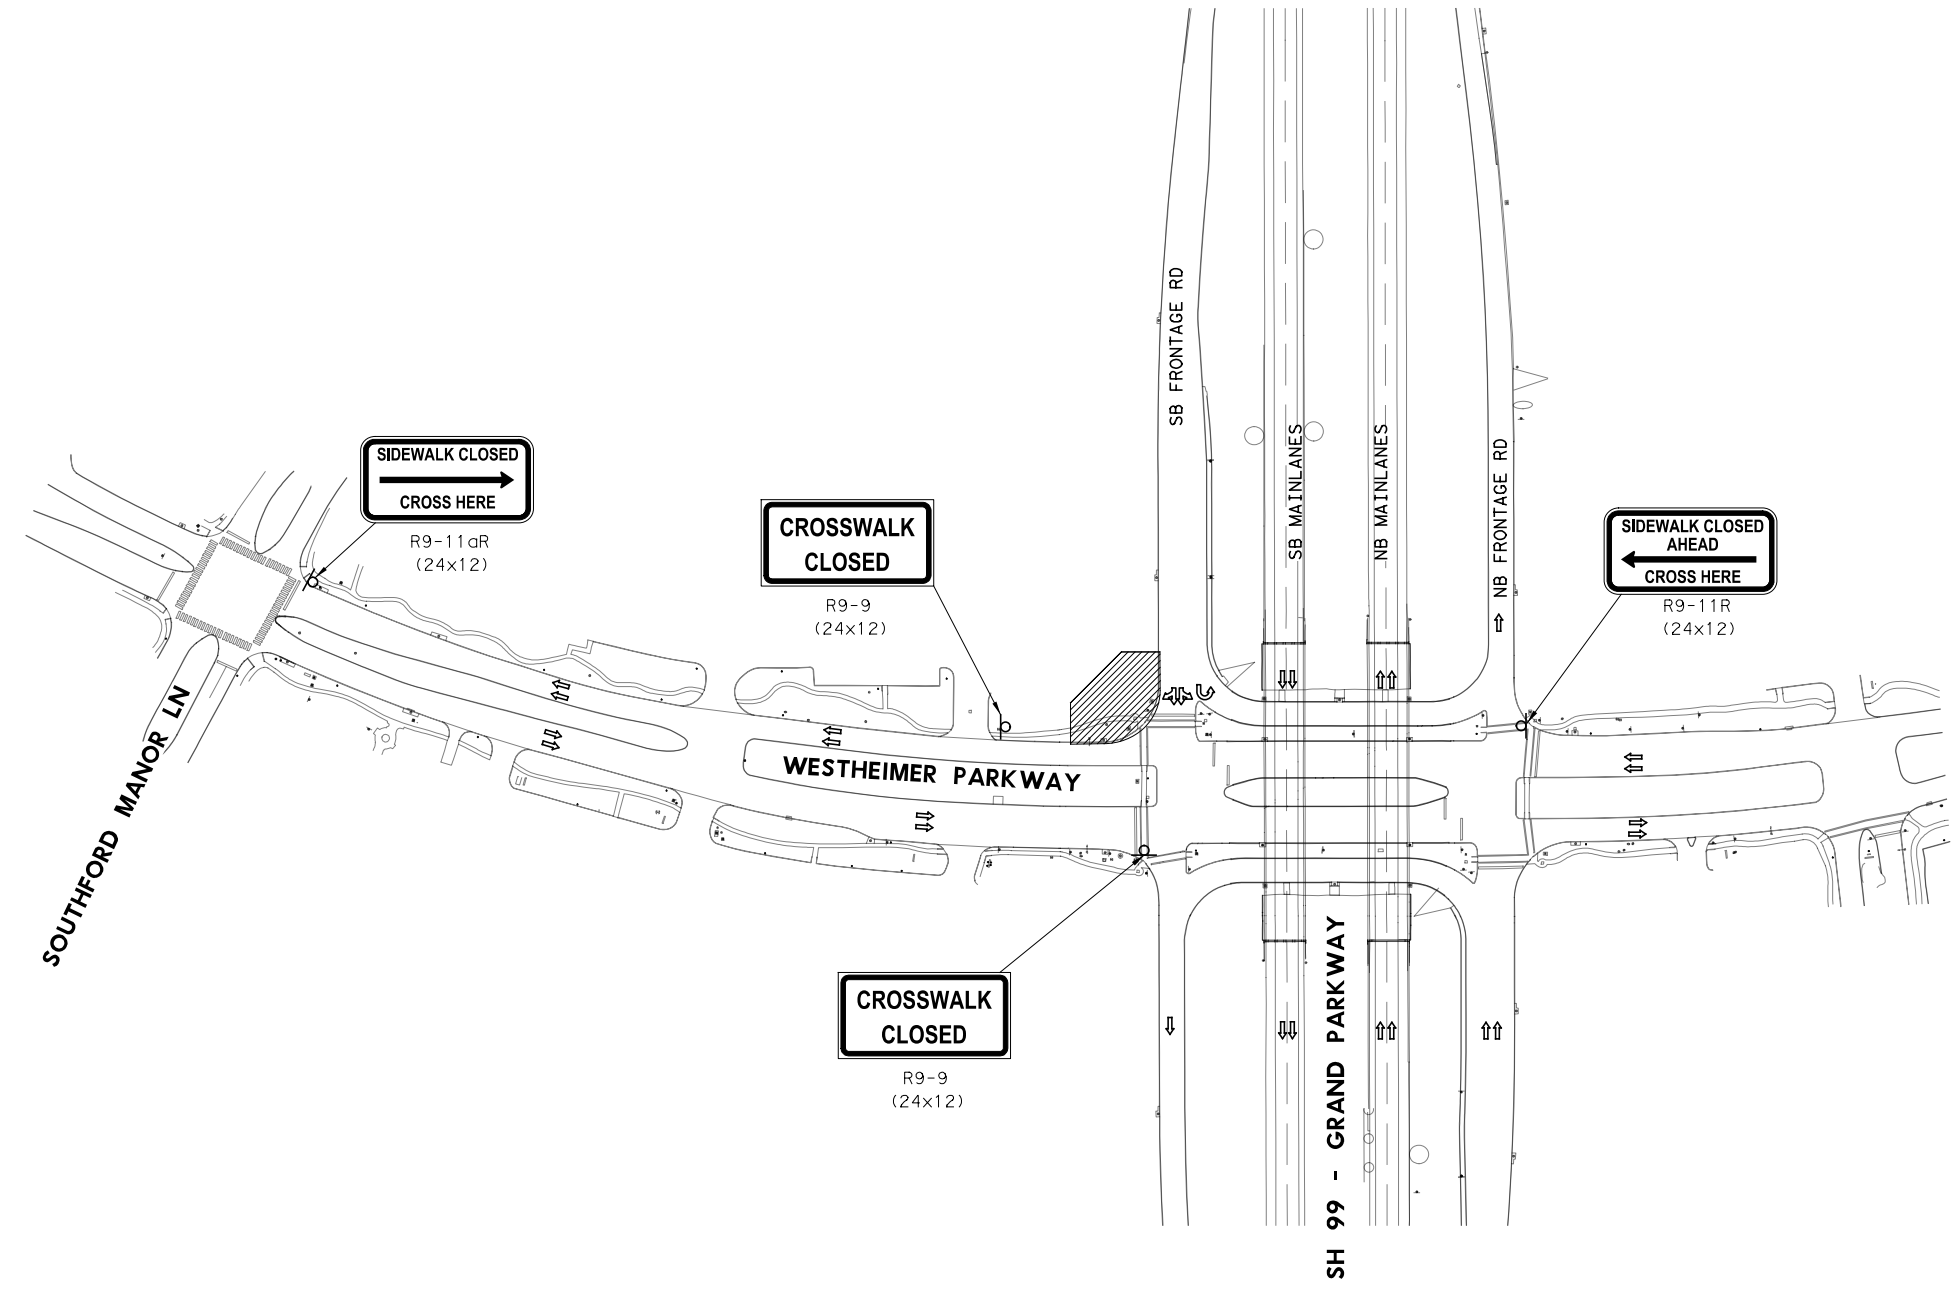 SB FRONTAGE RD
SB MAINLANES
NB MAINLANES
NB FRONTAGE RD
SIDEWALK CLOSED
CROSS HERE
R9-11aR
(24x12)
CROSSWALK
CLOSED
R9-9
(24x12)
SIDEWALK CLOSED
AHEAD
CROSS HERE
R9-11R
(24x12)
SOUTHFORD MANOR LN
WESTHEIMER PARKWAY
CROSSWALK
CLOSED
R9-9
(24x12)
SH 99 - GRAND PARKWAY